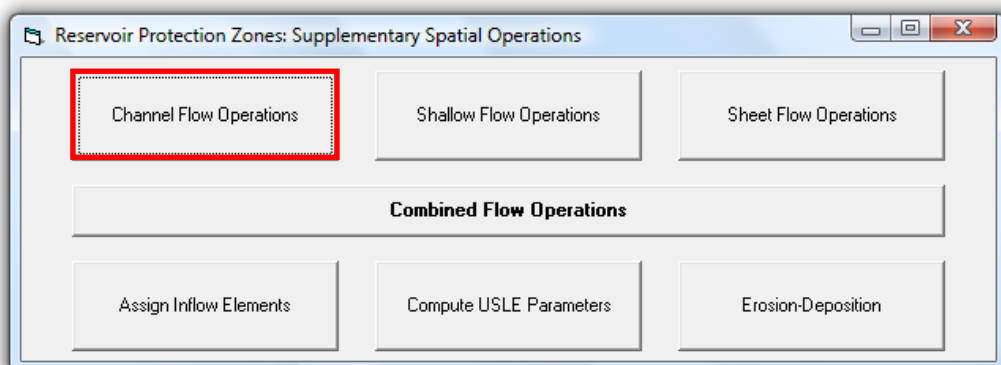 Reservoir Protection Zones: Supplementary Spatial Operations
Channel Flow Operations
Shallow Flow Operations
Sheet Flow Operations
Combined Flow Operations
Assign Inflow Elements
Compute USLE Parameters
Erosion-Deposition